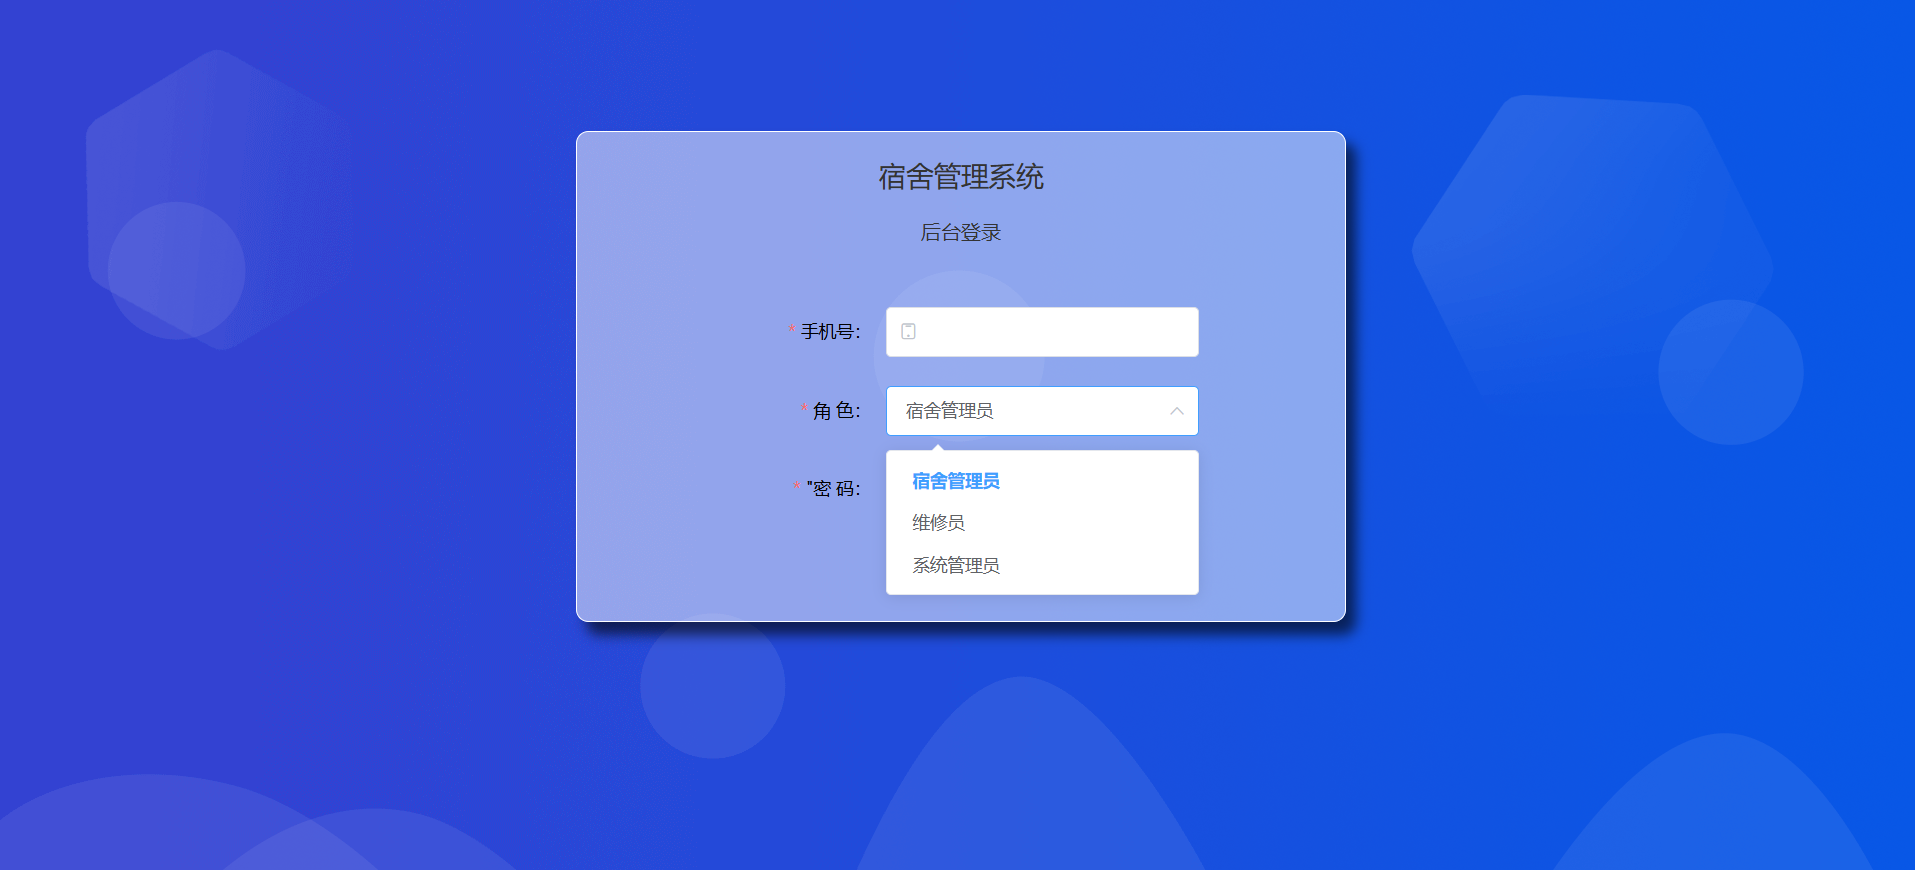 宿舍管理系统
后台登录
* 手机号:
* 角 色: 宿舍管理员
宿舍管理员
* "密 码:
维修员
系统管理员